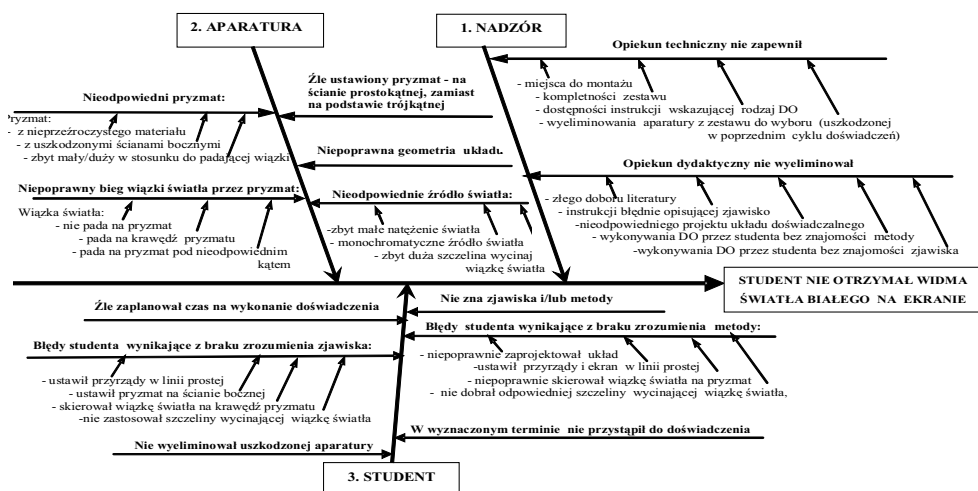 2. APARATURA
1. NADZÓR
Opiekun techniczny nie zapewnił
- miejsca do montażu
- kompletności zestawu
- dostępności instrukcji wskazującej rodzaj DO
- wyeliminowania aparatury z zestawu do wyboru (uszkodzonej
w poprzednim cyklu doświadczeń)
Źle ustawiony pryzmat - na
ścianie prostokątnej, zamiast
na podstawie trójkątnej
Nieodpowiedni pryzmat:
ryzmat:
- z nieprzeźroczystego materiału
- z uszkodzonymi ścianami bocznymi
- zbyt mały/duży w stosunku do padającej wiązki
Niepoprawna geometria układu.
Opiekun dydaktyczny nie wyeliminował
- złego doboru literatury
- instrukcji błędnie opisującej zjawisko
-nieodpowiedniego projektu układu doświadczalnego
- wykonywania DO przez studenta bez znajomości metody
-wykonywania DO przez studenta bez znajomości zjawiska
Niepoprawny bieg wiązki światła przez pryzmat:
Wiązka światła:
- nie pada na pryzmat
- pada na krawędź pryzmatu
- pada na pryzmat pod nieodpowiednim
kątem
Nieodpowiednie źródło światła:
-zbyt małe natężenie światła
- monochromatyczne źródło światła
- zbyt duża szczelina wycinaj
wiązkę światła
STUDENT NIE OTRZYMAŁ WIDMA
ŚWIATŁA BIAŁEGO NA EKRANIE
Źle zaplanował czas na wykonanie doświadczenia
Nie zna zjawiska i/lub metody
Błędy studenta wynikające z braku zrozumienia zjawiska:
- ustawił przyrządy w linii prostej
- ustawił pryzmat na ścianie bocznej
- skierował wiązkę światła na krawędź pryzmatu
-nie zastosował szczeliny wycinającej wiązkę światła
Błędy studenta wynikające z braku zrozumienia metody:
- niepoprawnie zaprojektował układ
-ustawił przyrządy i ekran w linii prostej
- niepoprawnie skierował wiązkę światła na pryzmat
- nie dobrał odpowiedniej szczeliny wycinającej wiązkę światła,
Nie wyeliminował uszkodzonej aparatury
W wyznaczonym terminie nie przystąpił do doświadczenia
3. STUDENT